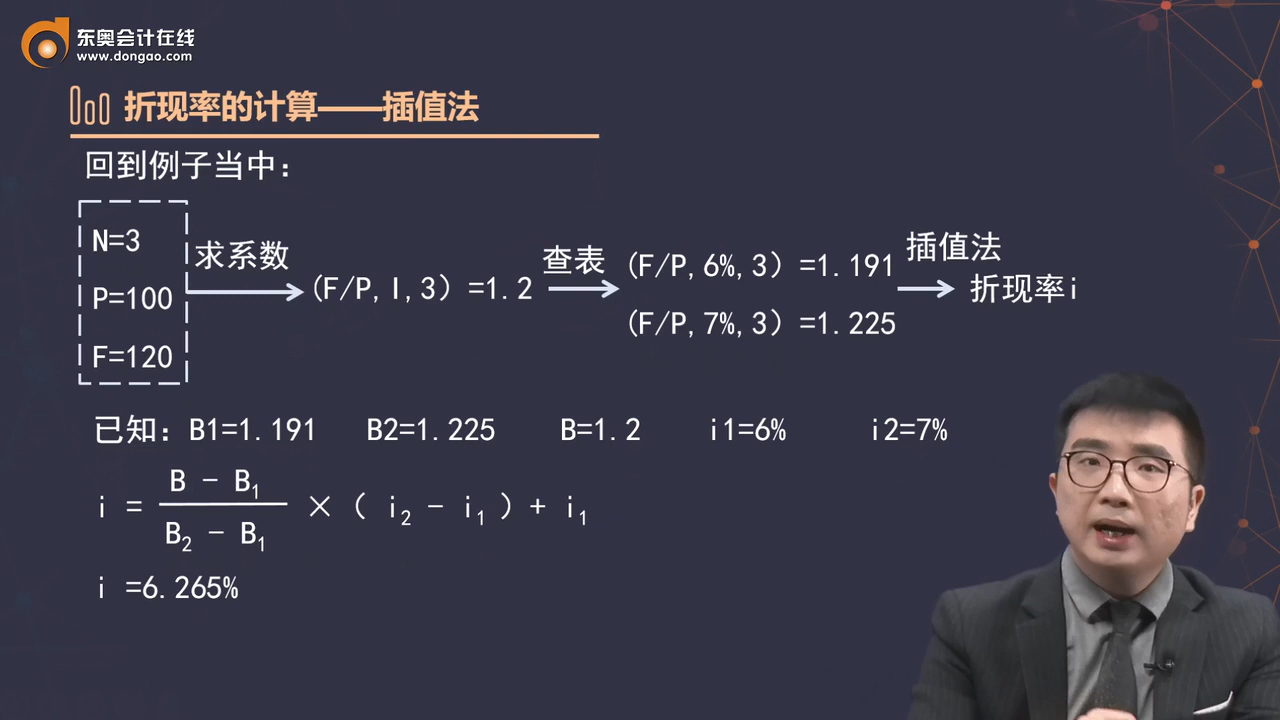 东奥会计在线
www.dongao.com
折现率的计算——插值法
回到例子当中：
N=3
P=100
F=120
求系数
(F/P,I,3）=1.2
查表
(F/P,6%,3）=1.191
(F/P,7%,3）=1.225
插值法
折现率i
已知：B1=1.191 B2=1.225 B=1.2 i1=6% i2=7%
i = (B - B₁)/(B₂ - B₁) ×（ i₂ - i₁ ）+ i₁
i =6.265%